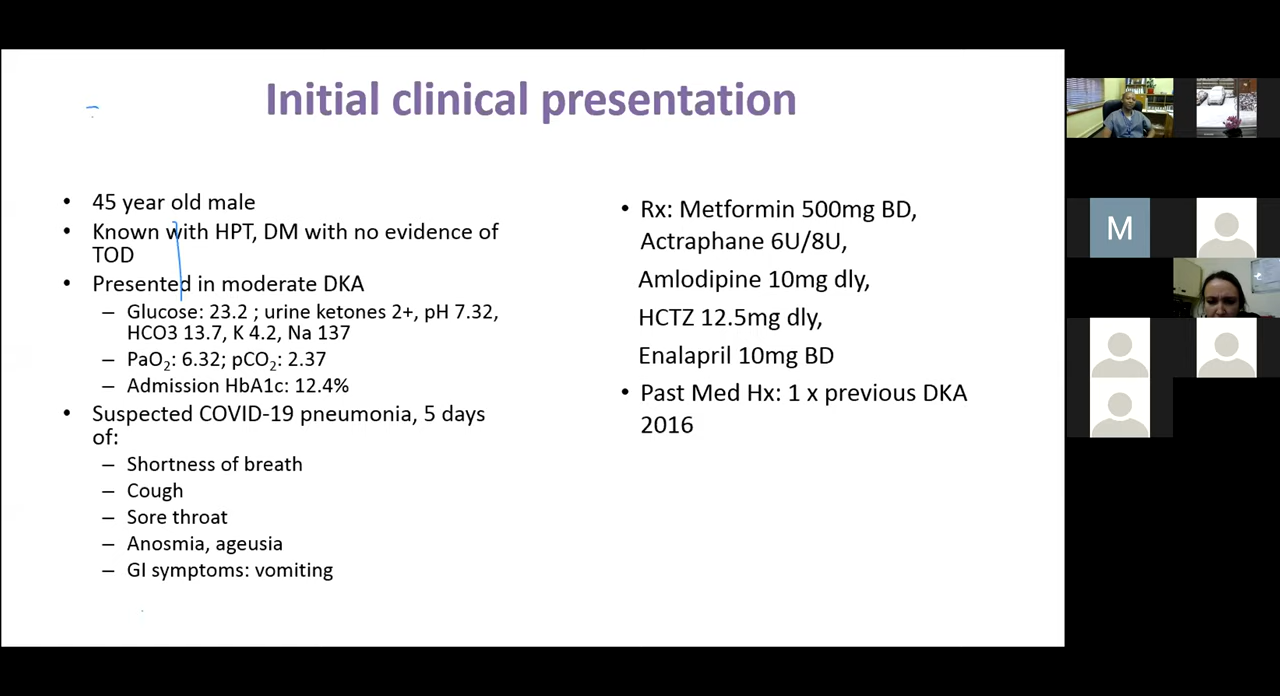 Initial clinical presentation
• 45 year old male
• Known with HPT, DM with no evidence of
TOD
• Presented in moderate DKA
– Glucose: 23.2 ; urine ketones 2+, pH 7.32,
HCO3 13.7, K 4.2, Na 137
– PaO₂: 6.32; pCO₂: 2.37
– Admission HbA1c: 12.4%
• Suspected COVID-19 pneumonia, 5 days
of:
– Shortness of breath
– Cough
– Sore throat
– Anosmia, ageusia
– GI symptoms: vomiting
• Rx: Metformin 500mg BD,
Actraphane 6U/8U,
Amlodipine 10mg dly,
HCTZ 12.5mg dly,
Enalapril 10mg BD
• Past Med Hx: 1 x previous DKA
2016
M